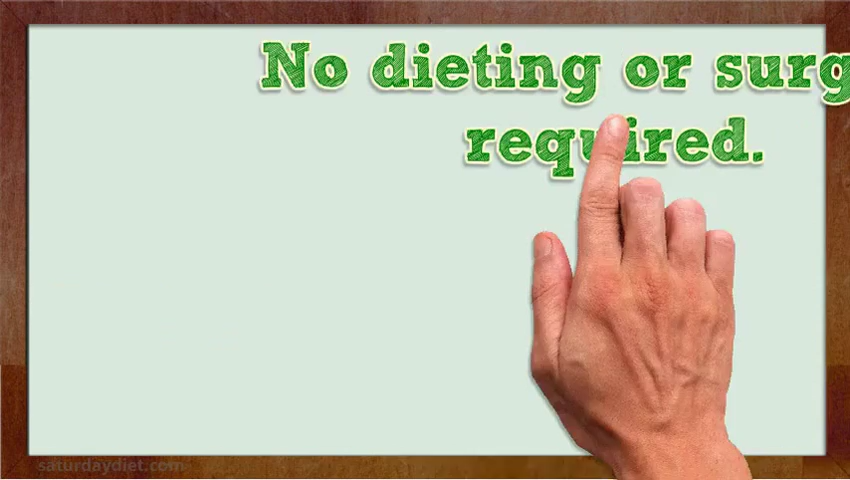 No dieting or surg
required.
saturdaydiet.com